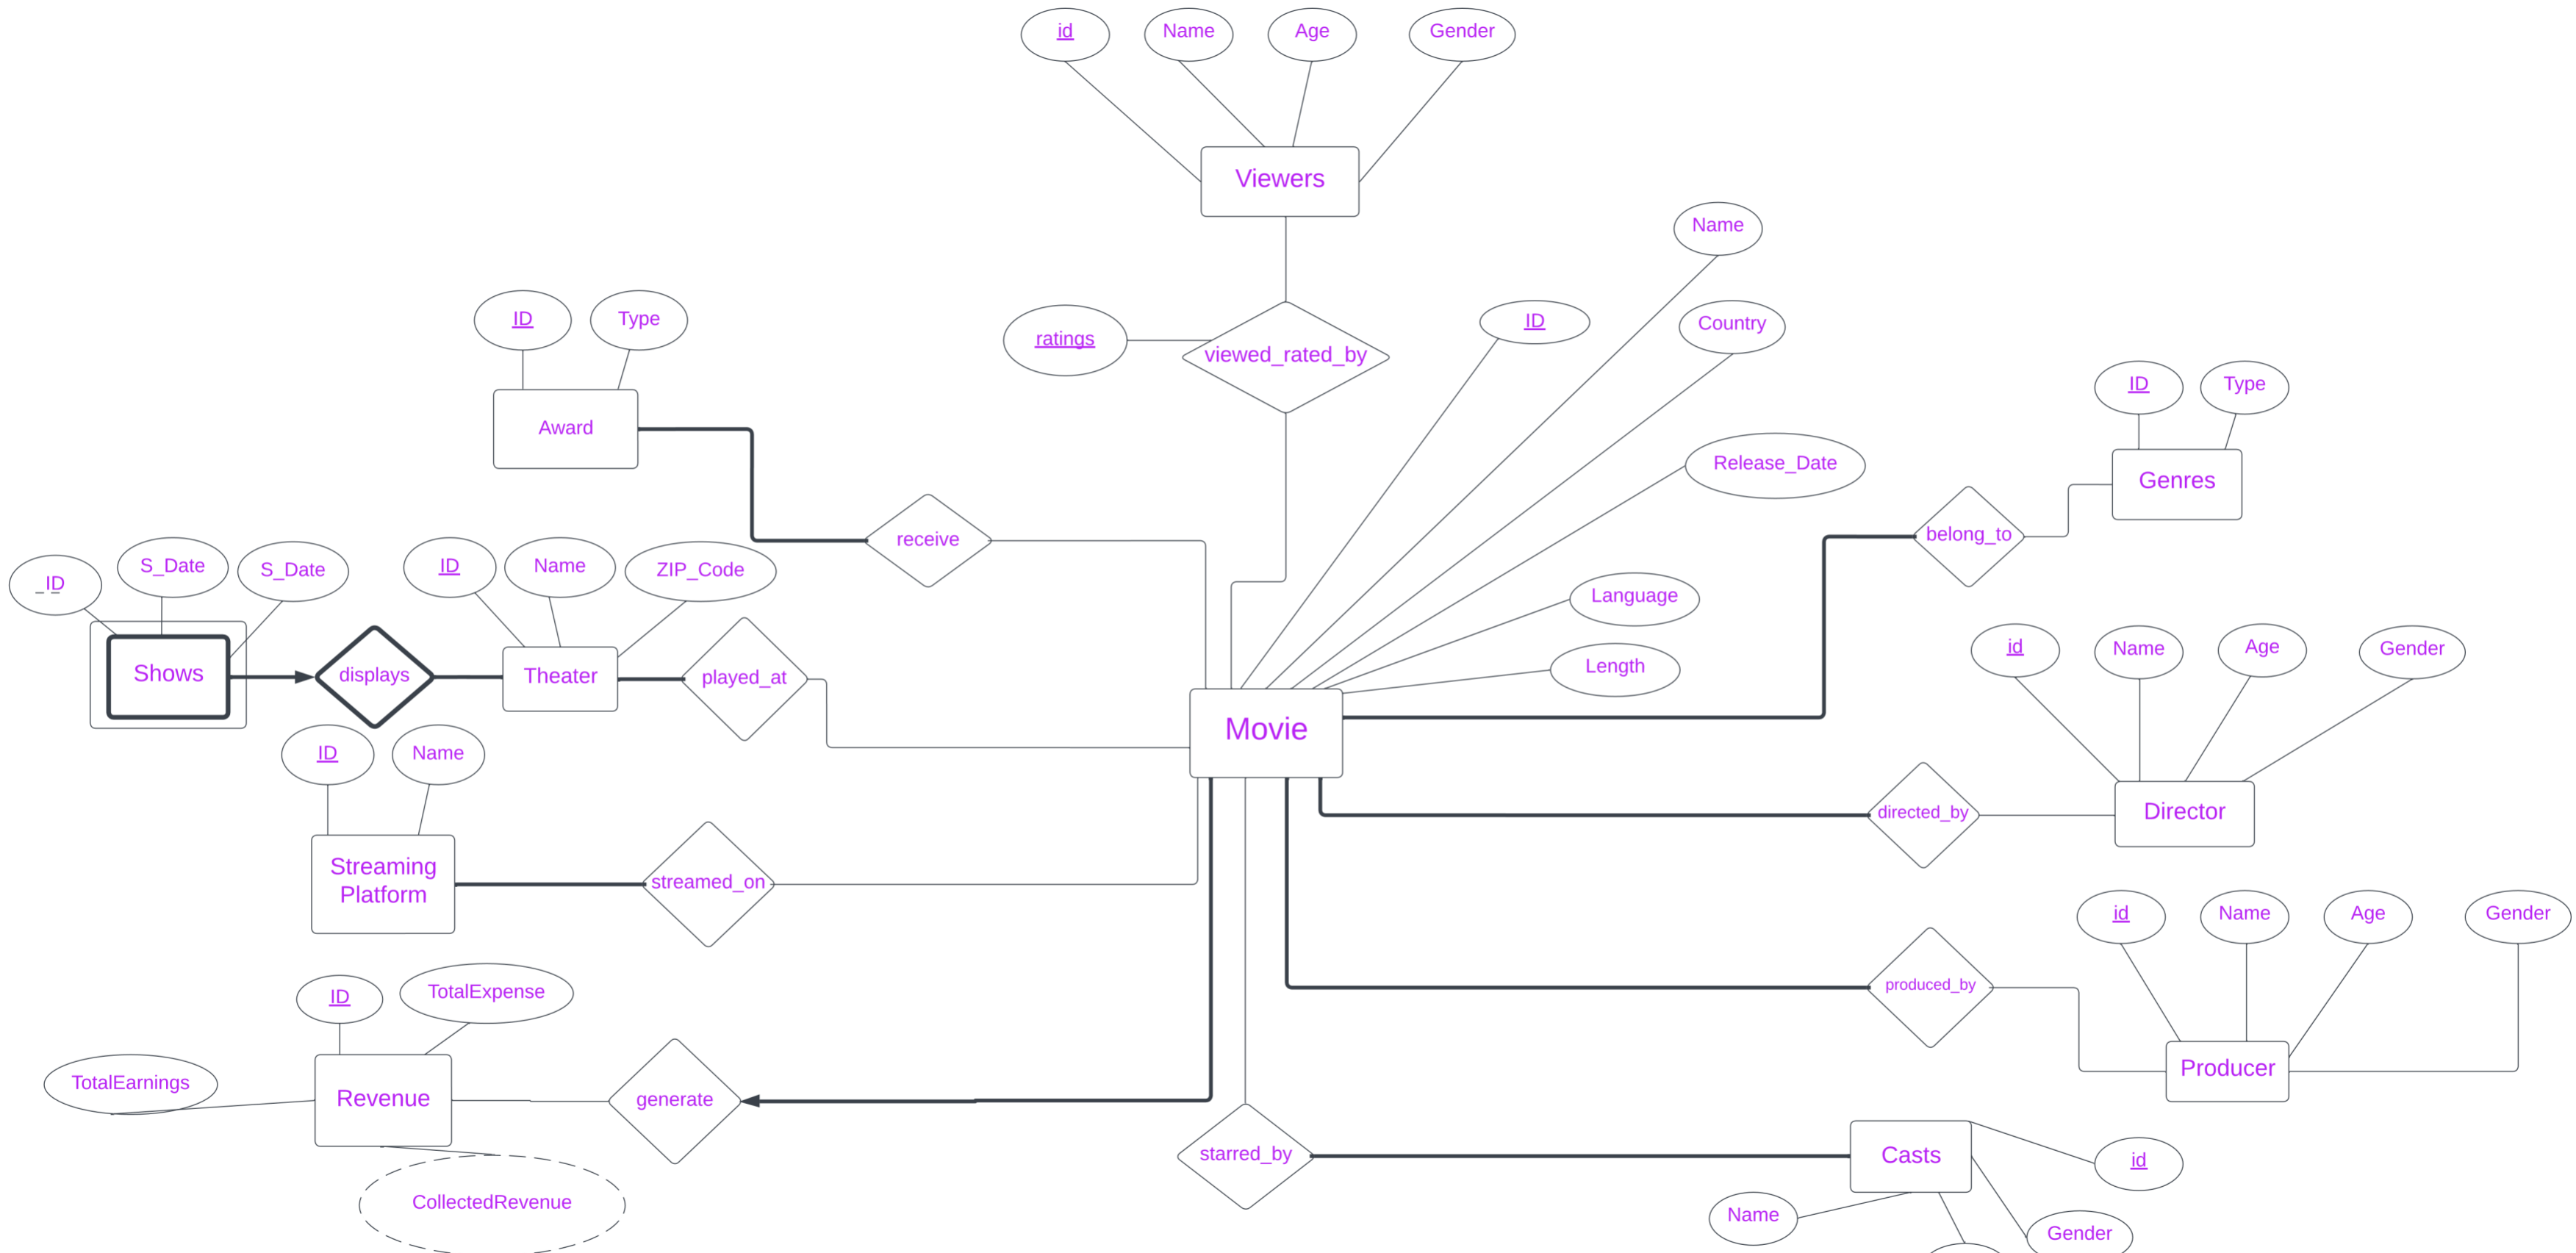 id
Name
Age
Gender
Viewers
Name
ID
Country
ratings
viewed_rated_by
ID
Type
Award
Release_Date
ID
Type
Genres
receive
belong_to
_ID
S_Date
S_Date
ID
Name
ZIP_Code
Language
Length
Shows
displays
Theater
played_at
id
Name
Age
Gender
Movie
ID
Name
directed_by
Director
Streaming
Platform
streamed_on
id
Name
Age
Gender
ID
TotalExpense
produced_by
TotalEarnings
Revenue
generate
Producer
starred_by
Casts
id
CollectedRevenue
Name
Gender